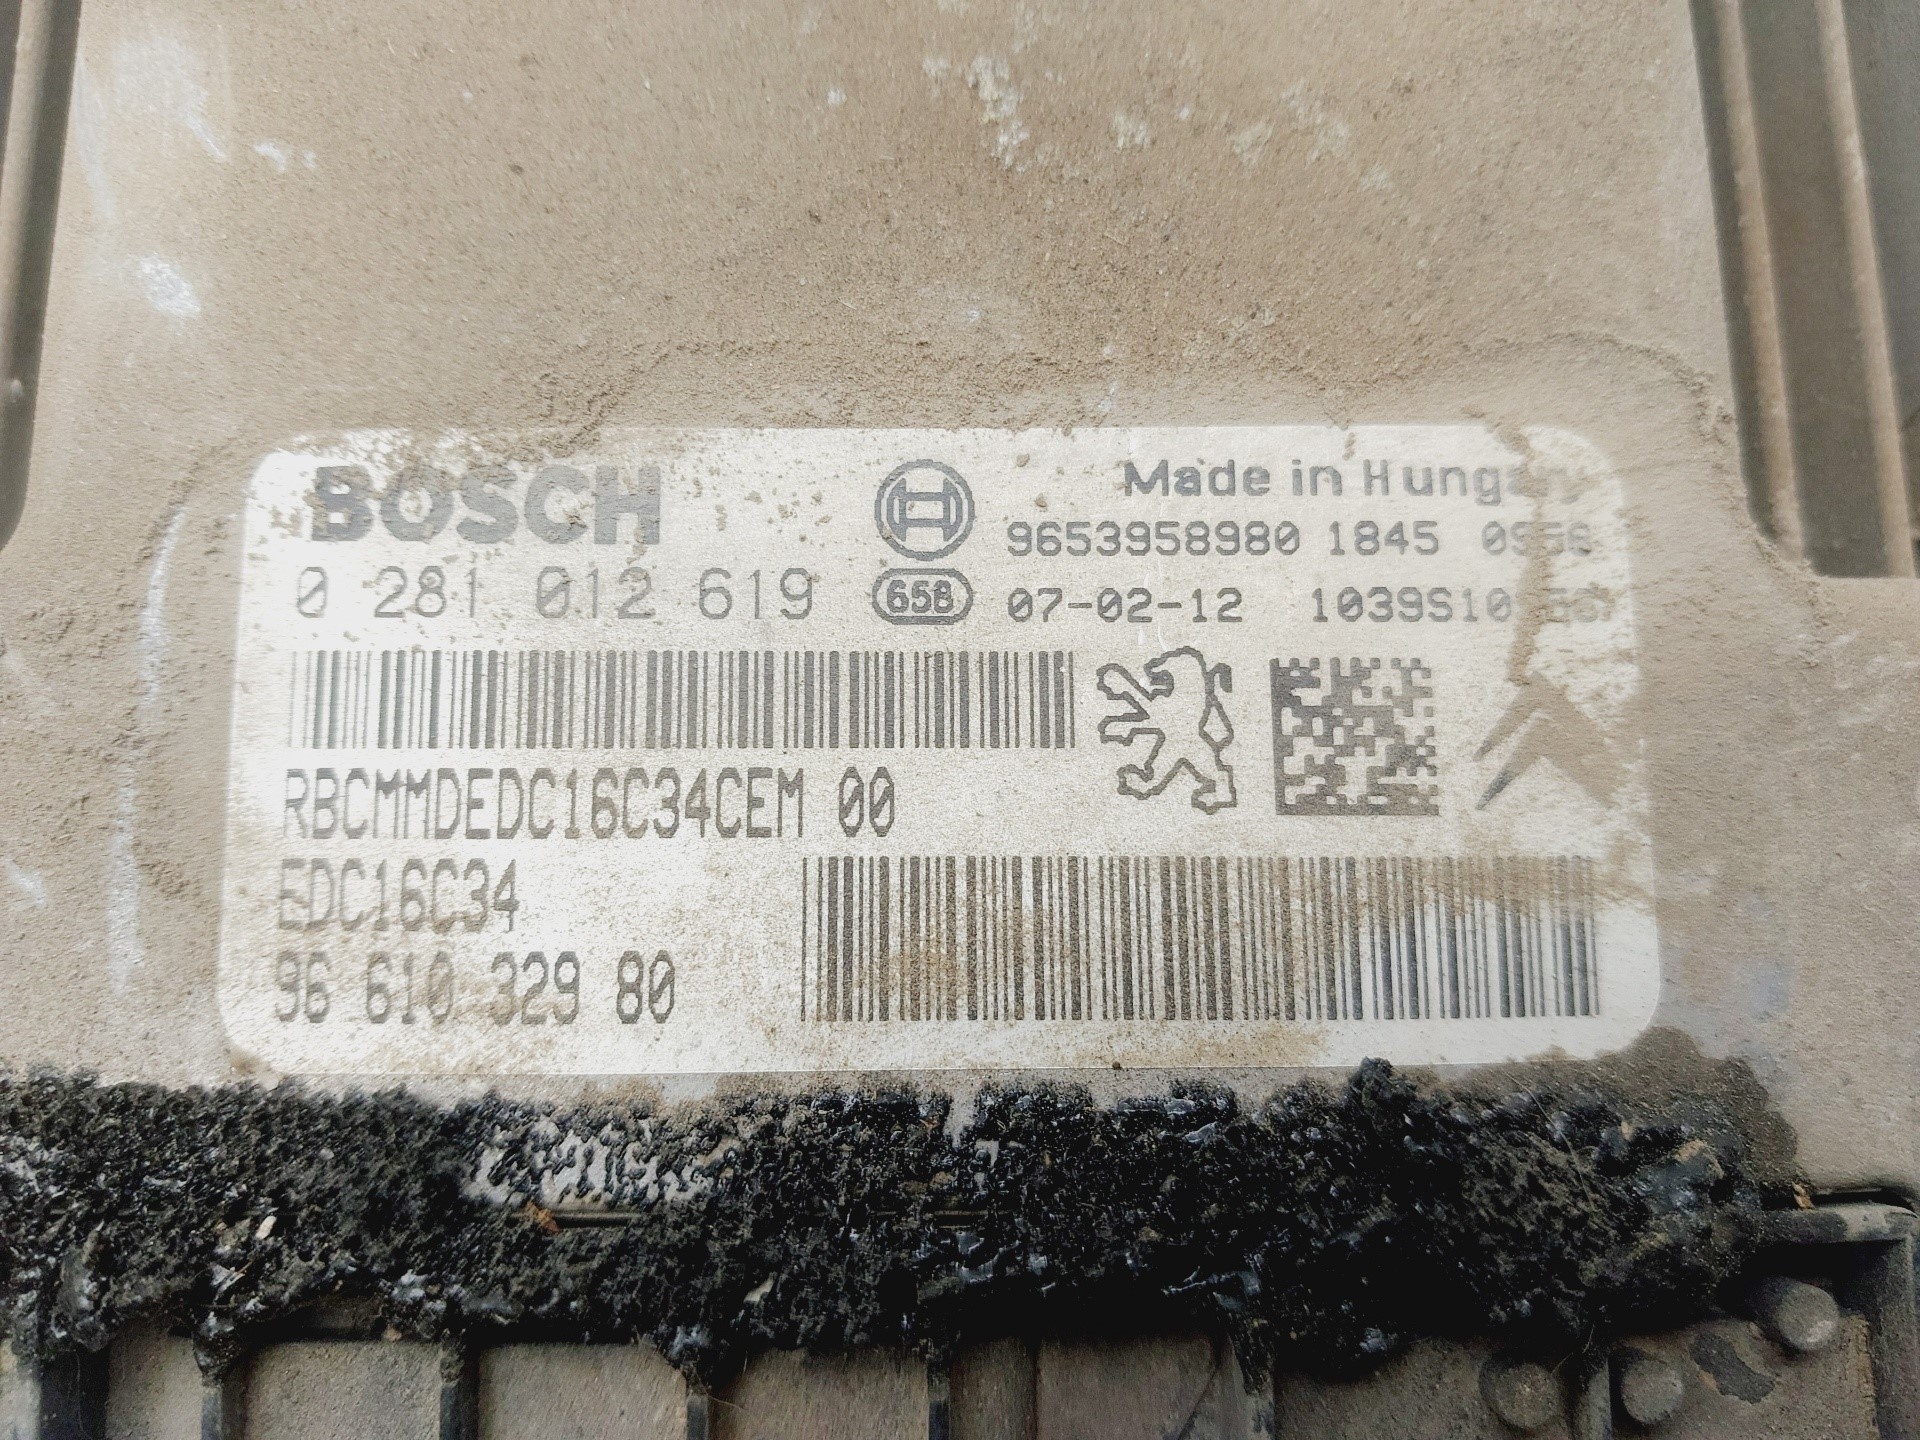 BOSCH
Made in
9653958980 1845
0 281 012 619
658
07-02-12
RBCMMDEDC16C34CEM 00
EDC16C34
96 610 329 80